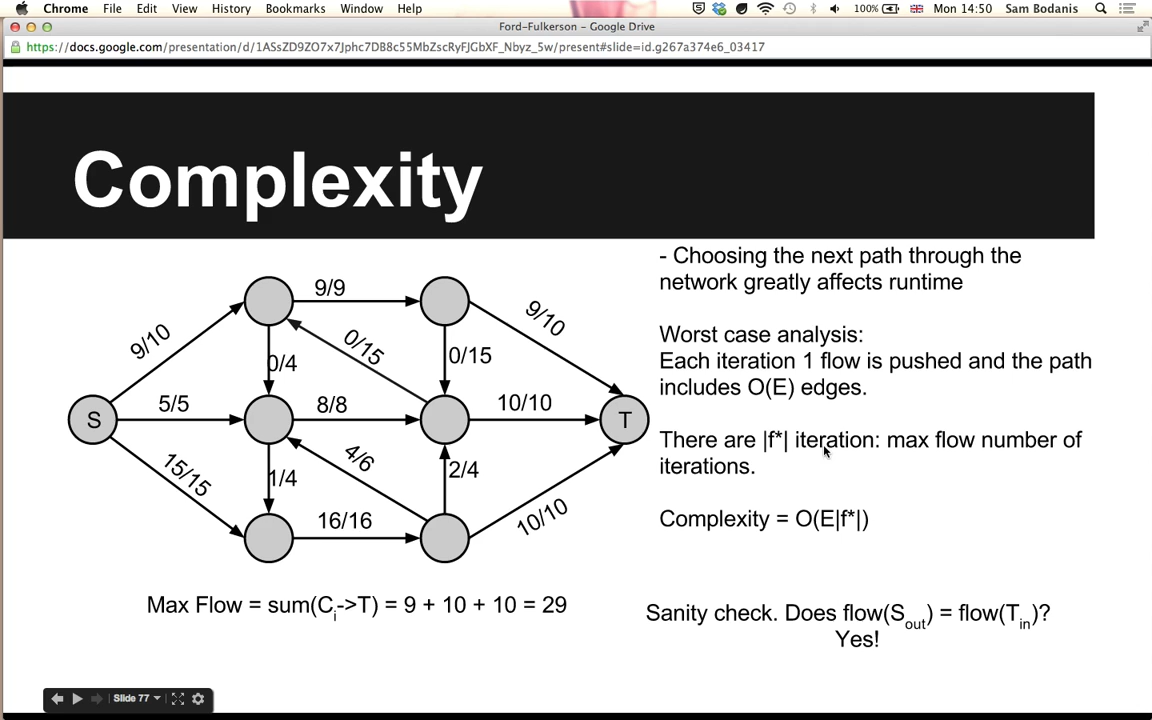 Chrome File Edit View History Bookmarks Window Help 100% Mon 14:50 Sam Bodanis
Ford-Fulkerson - Google Drive
https://docs.google.com/presentation/d/1ASsZD9ZO7x7Jphc7DB8c55MbZscRyFJGbXF_Nbyz_5w/present#slide=id.g267a374e6_03417
Complexity
- Choosing the next path through the
network greatly affects runtime
Worst case analysis:
Each iteration 1 flow is pushed and the path
includes O(E) edges.
There are |f*| iteration: max flow number of
iterations.
Complexity = O(E|f*|)
9/9
9/10
9/10
0/4
0/15
0/15
S
5/5
8/8
10/10
T
15/15
1/4
4/6
2/4
16/16
10/10
Max Flow = sum(Ci->T) = 9 + 10 + 10 = 29
Sanity check. Does flow(Sout) = flow(Tin)?
Yes!
Slide 77